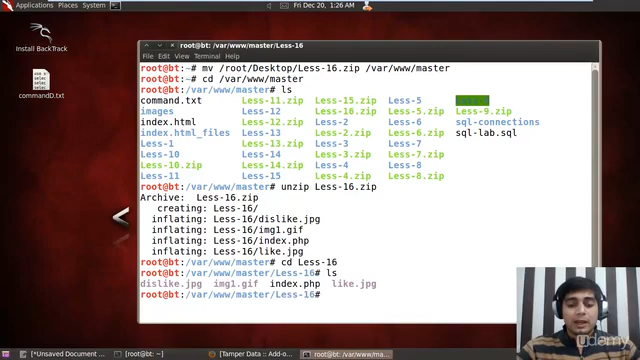 Applications Places System
Fri Dec 20, 1:26 AM
Install BackTrack
commandD.txt
root@bt: /var/www/master/Less-16
File Edit View Terminal Help
root@bt:~# mv /root/Desktop/Less-16.zip /var/www/master
root@bt:~# cd /var/www/master
root@bt:/var/www/master# ls
command.txt Less-11.zip Less-15.zip Less-5
images Less-12 Less-16.zip Less-5.zip Less-9.zip
index.html Less-12.zip Less-2 Less-6 sql-connections
index.html_files Less-13 Less-2.zip Less-6.zip sql-lab.sql
Less-1 Less-13.zip Less-3 Less-7
Less-10 Less-14 Less-3.zip Less-7.zip
Less-10.zip Less-14.zip Less-4 Less-8
Less-11 Less-15 Less-4.zip Less-8.zip
root@bt:/var/www/master# unzip Less-16.zip
Archive: Less-16.zip
creating: Less-16/
inflating: Less-16/dislike.jpg
inflating: Less-16/img1.gif
inflating: Less-16/index.php
inflating: Less-16/like.jpg
root@bt:/var/www/master# cd Less-16
root@bt:/var/www/master/Less-16# ls
dislike.jpg img1.gif index.php like.jpg
root@bt:/var/www/master/Less-16#
udemy
[*Unsaved Document ...
[root@bt: ~]
[Tamper Data :: Add-o...
root@bt: /var/www/ma...